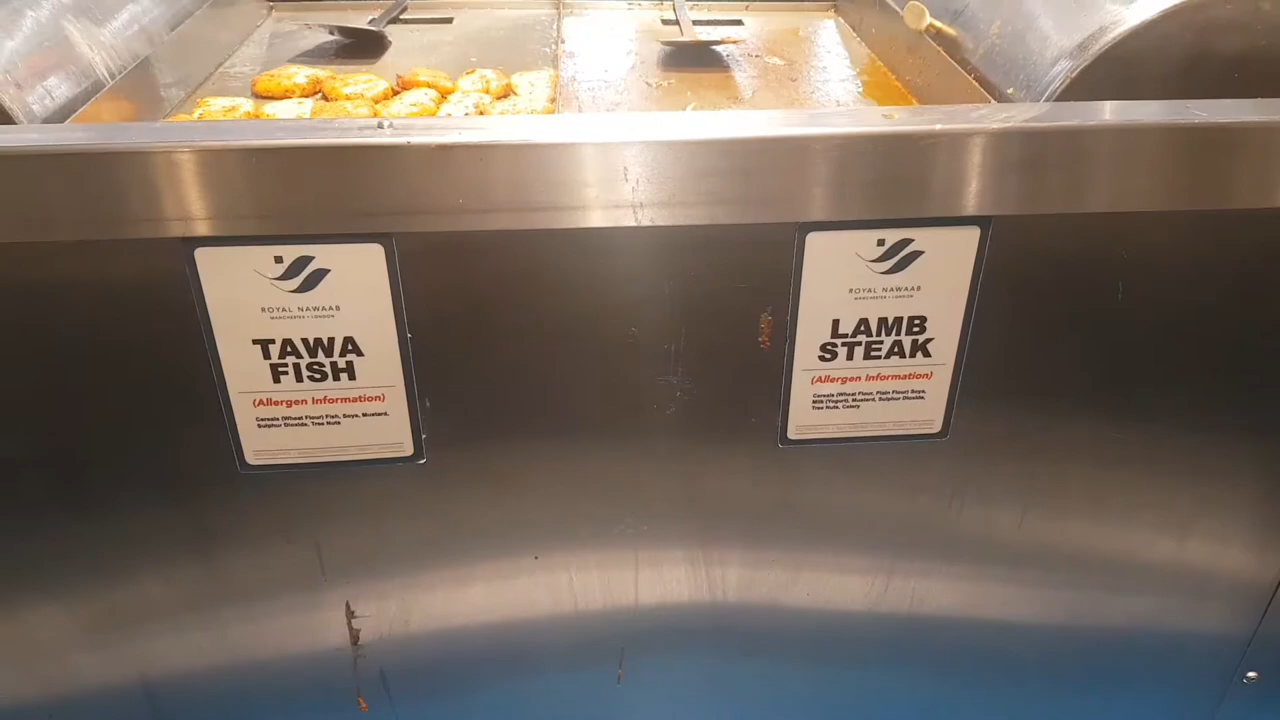 ROYAL NAWAAB
MANCHESTER • LONDON
TAWA
FISH
(Allergen Information)
Cereals (Wheat Flour) Fish, Soya, Mustard,
Sulphur Dioxide, Tree Nuts
ROYAL NAWAAB
MANCHESTER • LONDON
LAMB
STEAK
(Allergen Information)
Cereals (Wheat Flour, Plain Flour) Soya,
Milk (Yogurt), Mustard, Sulphur Dioxide,
Tree Nuts, Celery